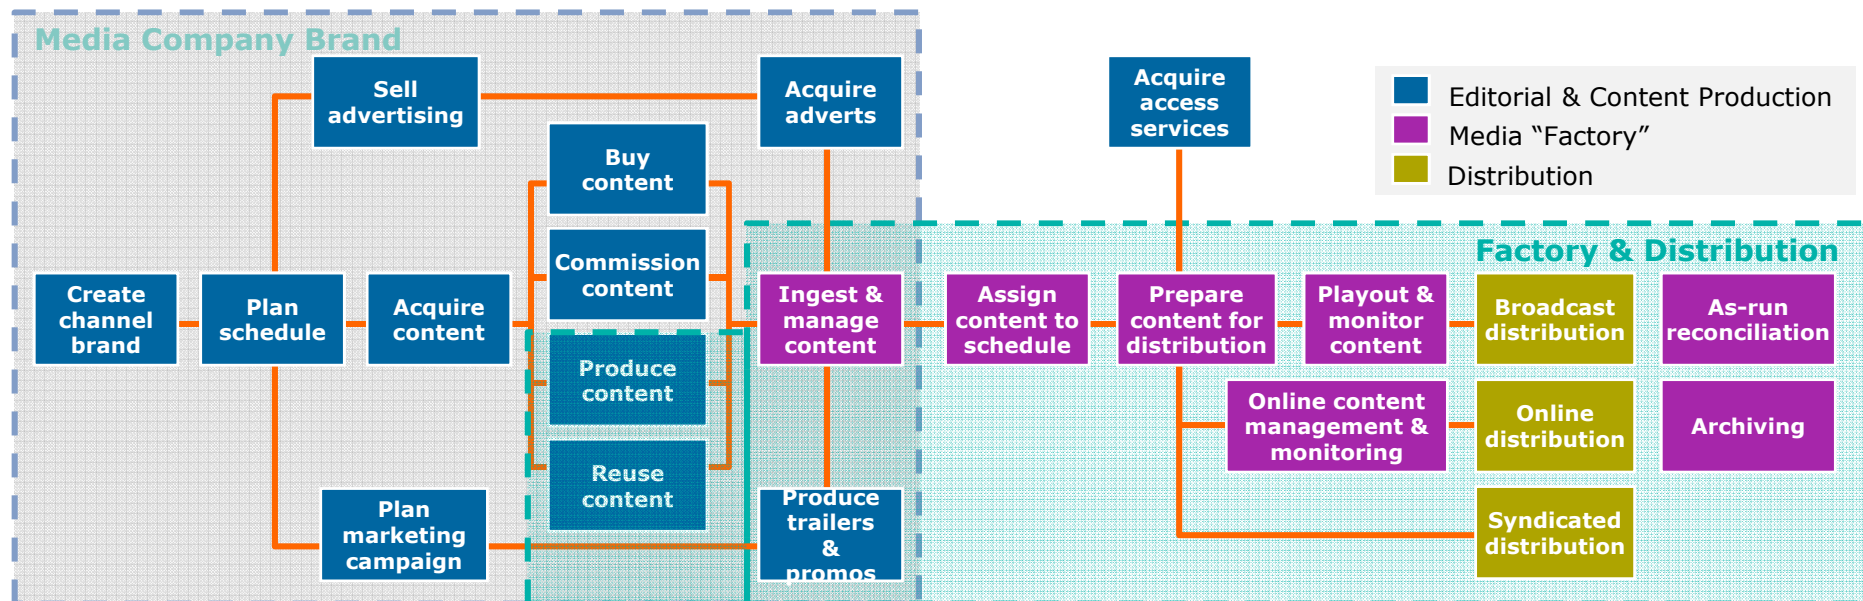 Media Company Brand
Sell
advertising
Acquire
adverts
Acquire
access
services
Editorial & Content Production
Media “Factory”
Distribution
Buy
content
Commission
content
Factory & Distribution
Create
channel
brand
Plan
schedule
Acquire
content
Ingest &
manage
content
Assign
content to
schedule
Prepare
content for
distribution
Playout &
monitor
content
Broadcast
distribution
As-run
reconciliation
Produce
content
Online content
management &
monitoring
Online
distribution
Archiving
Reuse
content
Plan
marketing
campaign
Produce
trailers
&
promos
Syndicated
distribution